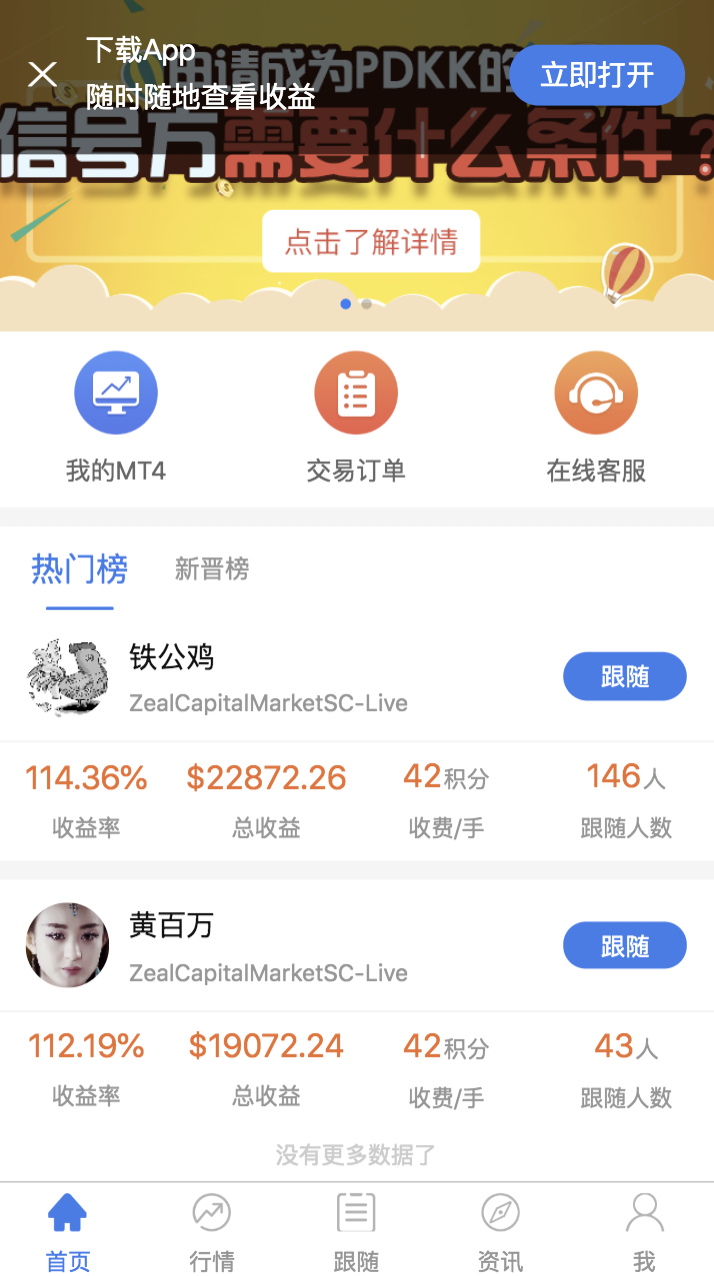 下载App
随时随地查看收益
立即打开
申请成为PDKK的
信号方需要什么条件？
点击了解详情
我的MT4
交易订单
在线客服
热门榜
新晋榜
铁公鸡
ZealCapitalMarketSC-Live
跟随
114.36%
$22872.26
42积分
146人
收益率
总收益
收费/手
跟随人数
黄百万
ZealCapitalMarketSC-Live
跟随
112.19%
$19072.24
42积分
43人
收益率
总收益
收费/手
跟随人数
没有更多数据了
首页
行情
跟随
资讯
我